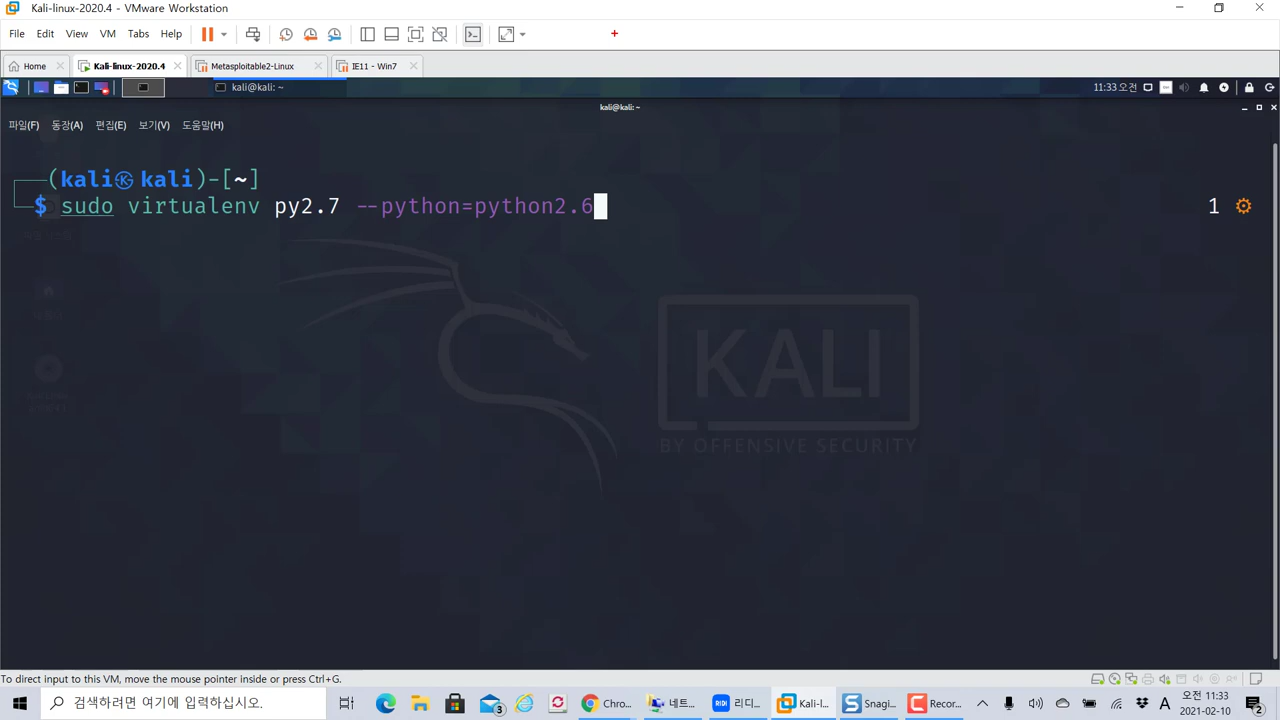 Kali-linux-2020.4 - VMware Workstation
File Edit View VM Tabs Help
Home Kali-linux-2020.4 Metasploitable2-Linux IE11 - Win7
kali@kali: ~ 11:33 오전
kali@kali: ~
파일(F) 동장(A) 편집(E) 보기(V) 도움말(H)
(kali㉿kali)-[~]
$ sudo virtualenv py2.7 --python=python2.6 1
KALI
BY OFFENSIVE SECURITY
To direct input to this VM, move the mouse pointer inside or press Ctrl+G.
검색하려면 여기에 입력하십시오. 3 Chro... 네트... RIDI 리디... Kali-l... Snagi... Recor... A 오전 11:33
2021-02-10 2